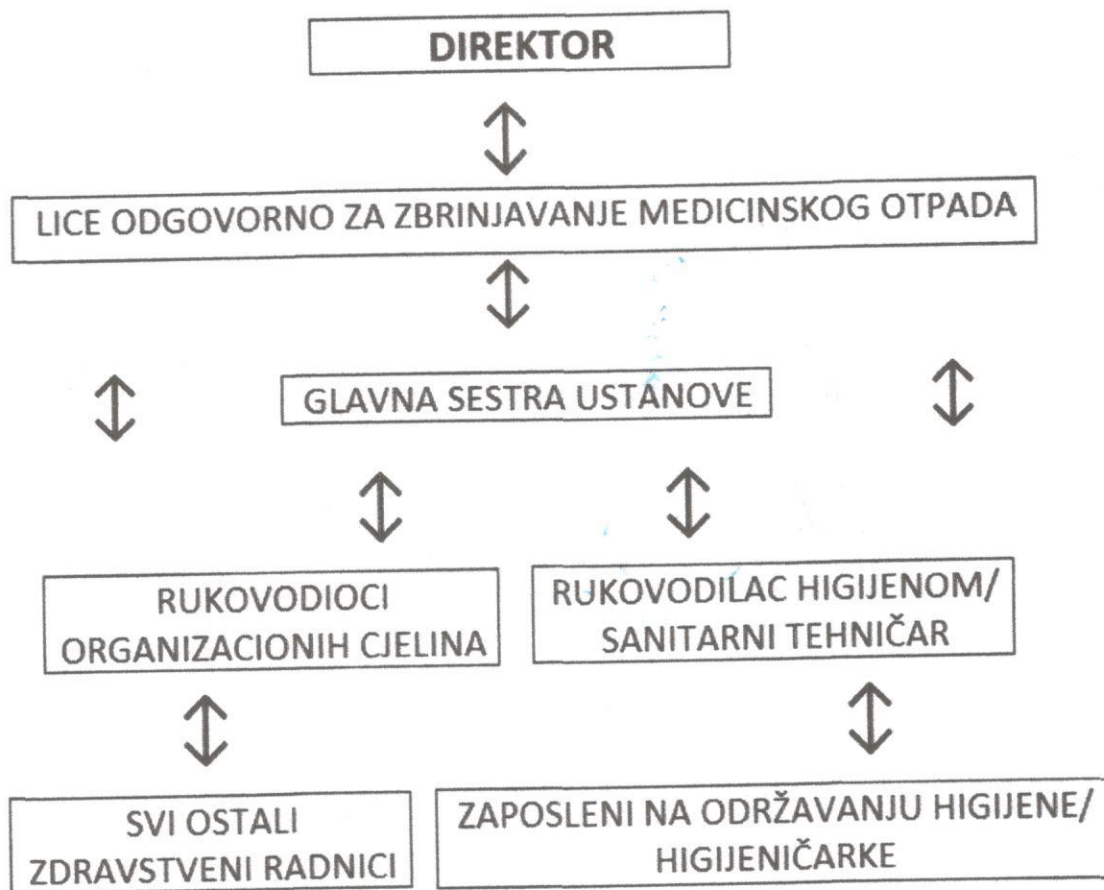 DIREKTOR
LICE ODGOVORNO ZA ZBRINJAVANJE MEDICINSKOG OTPADA
GLAVNA SESTRA USTANOVE
RUKOVODIOCI
ORGANIZACIONIH CJELINA
RUKOVODILAC HIGIJENOM/
SANITARNI TEHNIČAR
SVI OSTALI
ZDRAVSTVENI RADNICI
ZAPOSLENI NA ODRŽAVANJU HIGIJENE/
HIGIJENIČARKE